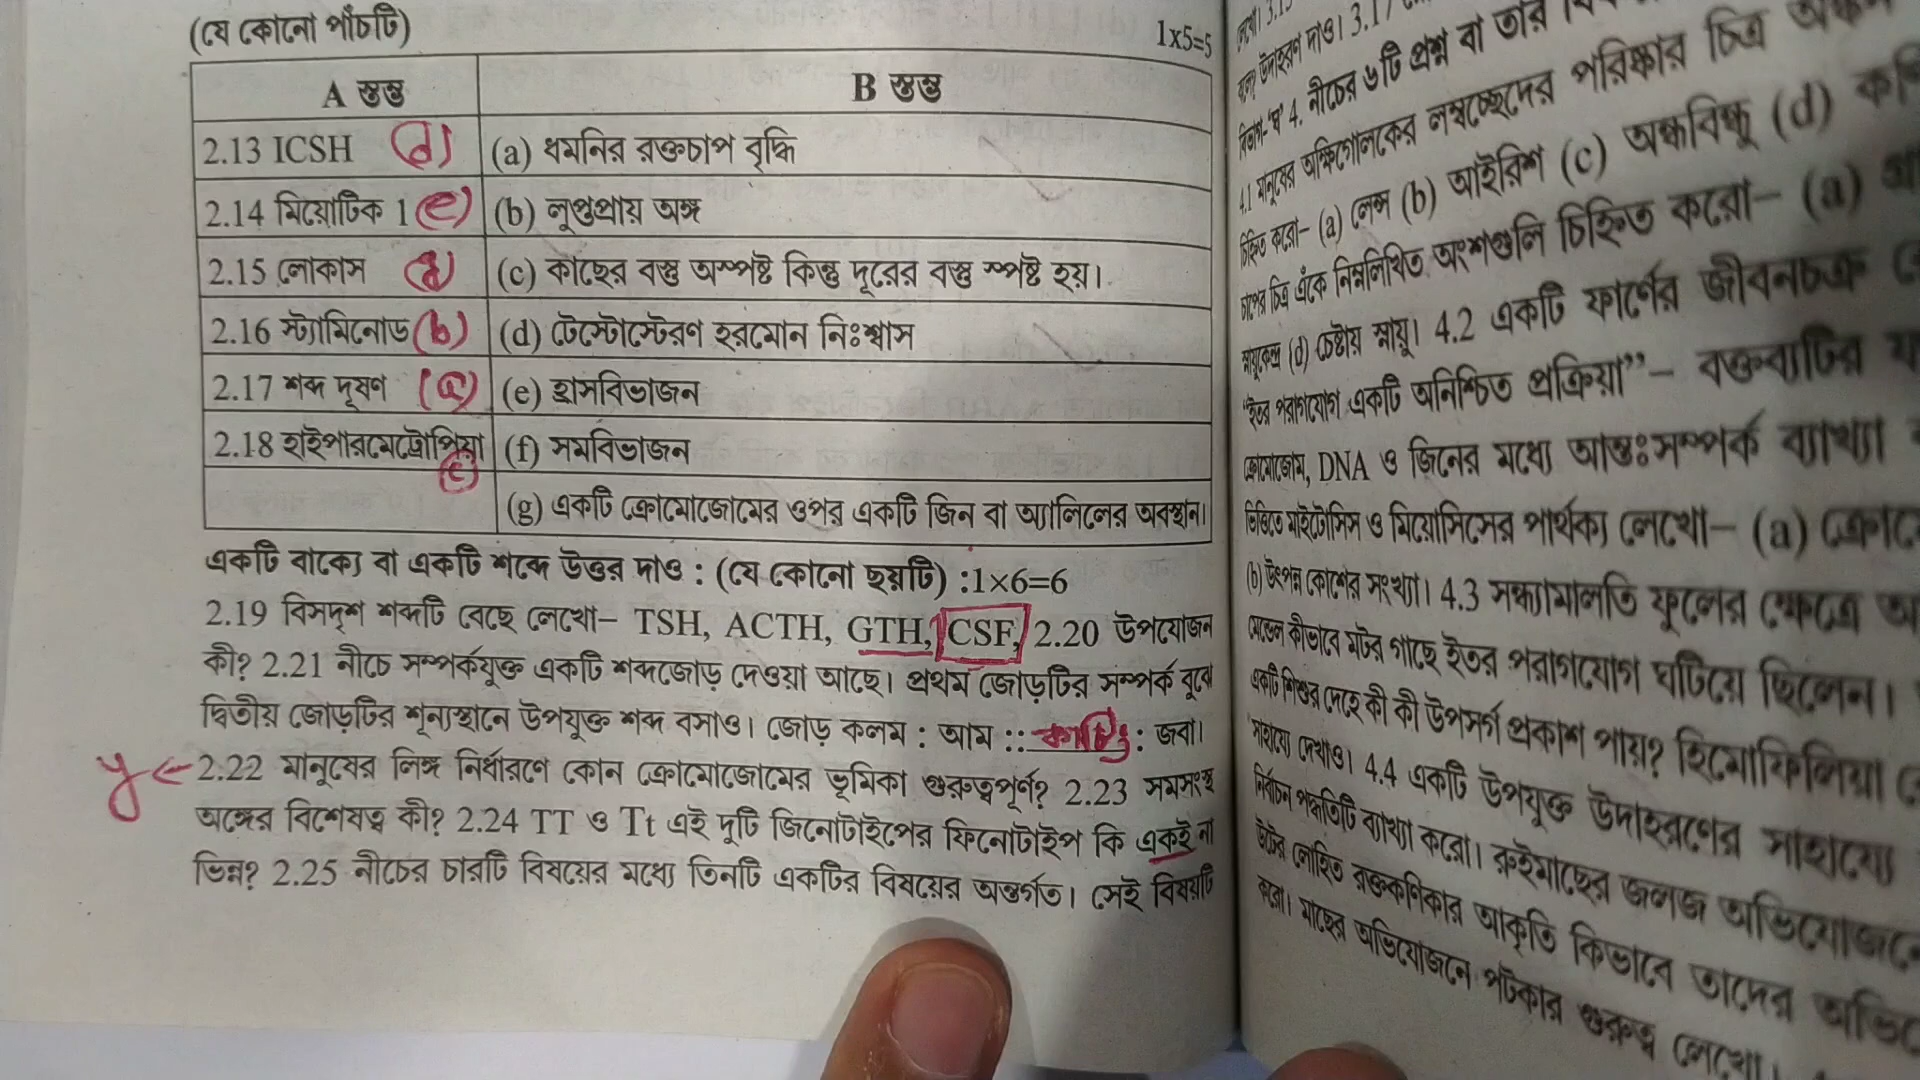 (যে কোনো পাঁচটি) 1x5=5
A স্তম্ভ B স্তম্ভ
2.13 ICSH (d) (a) ধমনির রক্তচাপ বৃদ্ধি
2.14 মিয়োটিক 1 (e) (b) লুপ্তপ্রায় অঙ্গ
2.15 লোকাস (c) কাছের বস্তু অস্পষ্ট কিন্তু দূরের বস্তু স্পষ্ট হয়।
2.16 স্ট্যামিনোড (b) (d) টেস্টোস্টেরণ হরমোন নিঃশ্বাস
2.17 শব্দ দূষণ (a) (e) হ্রাসবিভাজন
2.18 হাইপারমেট্রোপিয়া (c) (f) সমবিভাজন
(g) একটি ক্রোমোজোমের ওপর একটি জিন বা অ্যালিলের অবস্থান।
একটি বাক্যে বা একটি শব্দে উত্তর দাও : (যে কোনো ছয়টি) :1×6=6
2.19 বিসদৃশ শব্দটি বেছে লেখো– TSH, ACTH, GTH, CSF, 2.20 উপযোজন
কী? 2.21 নীচে সম্পর্কযুক্ত একটি শব্দজোড় দেওয়া আছে। প্রথম জোড়টির সম্পর্ক বুঝে
দ্বিতীয় জোড়টির শূন্যস্থানে উপযুক্ত শব্দ বসাও। জোড় কলম : আম :: : জবা।
y ← 2.22 মানুষের লিঙ্গ নির্ধারণে কোন ক্রোমোজোমের ভূমিকা গুরুত্বপূর্ণ? 2.23 সমসংস্থ
অঙ্গের বিশেষত্ব কী? 2.24 TT ও Tt এই দুটি জিনোটাইপের ফিনোটাইপ কি একই না
ভিন্ন? 2.25 নীচের চারটি বিষয়ের মধ্যে তিনটি একটির বিষয়ের অন্তর্গত। সেই বিষয়টি
উদাহরণ দাও। 3.17
4. নীচের ৬টি প্রশ্ন বা তার
4.1 মানুষের অক্ষিগোলকের লম্বচ্ছেদের পরিষ্কার চিত্র
চিহ্নিত করো– (a) লেন্স (b) আইরিশ (c) অন্ধবিন্দু (d)
চাপের চিত্র এঁকে নিম্নলিখিত অংশগুলি চিহ্নিত করো– (a)
স্নায়ুকেন্দ্র (d) চেষ্টীয় স্নায়ু। 4.2 একটি ফার্ণের জীবনচক্র
“ইতর পরাগযোগ একটি অনিশ্চিত প্রক্রিয়া”– বক্তব্যটির
ক্রোমোজোম, DNA ও জিনের মধ্যে আন্তঃসম্পর্ক ব্যাখ্যা
ভিত্তিতে মাইটোসিস ও মিয়োসিসের পার্থক্য লেখো– (a)
(b) উৎপন্ন কোশের সংখ্যা। 4.3 সন্ধ্যামালতি ফুলের ক্ষেত্রে
মেন্ডেল কীভাবে মটর গাছে ইতর পরাগযোগ ঘটিয়ে ছিলেন।
একটি শিশুর দেহে কী কী উপসর্গ প্রকাশ পায়? হিমোফিলিয়া
সাহায্যে দেখাও। 4.4 একটি উপযুক্ত উদাহরণের সাহায্যে
নির্বাচন পদ্ধতিটি ব্যাখ্যা করো। রুইমাছের জলজ
উটের লোহিত রক্তকণিকার আকৃতি কিভাবে তাদের
করো। মাছের অভিযোজনে পটকার গুরুত্ব লেখো।